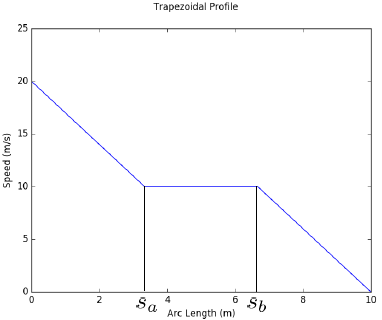 Trapezoidal Profile
25
20
15
10
5
0
Speed (m/s)
0 2 4 6 8 10
s_a s_b
Arc Length (m)